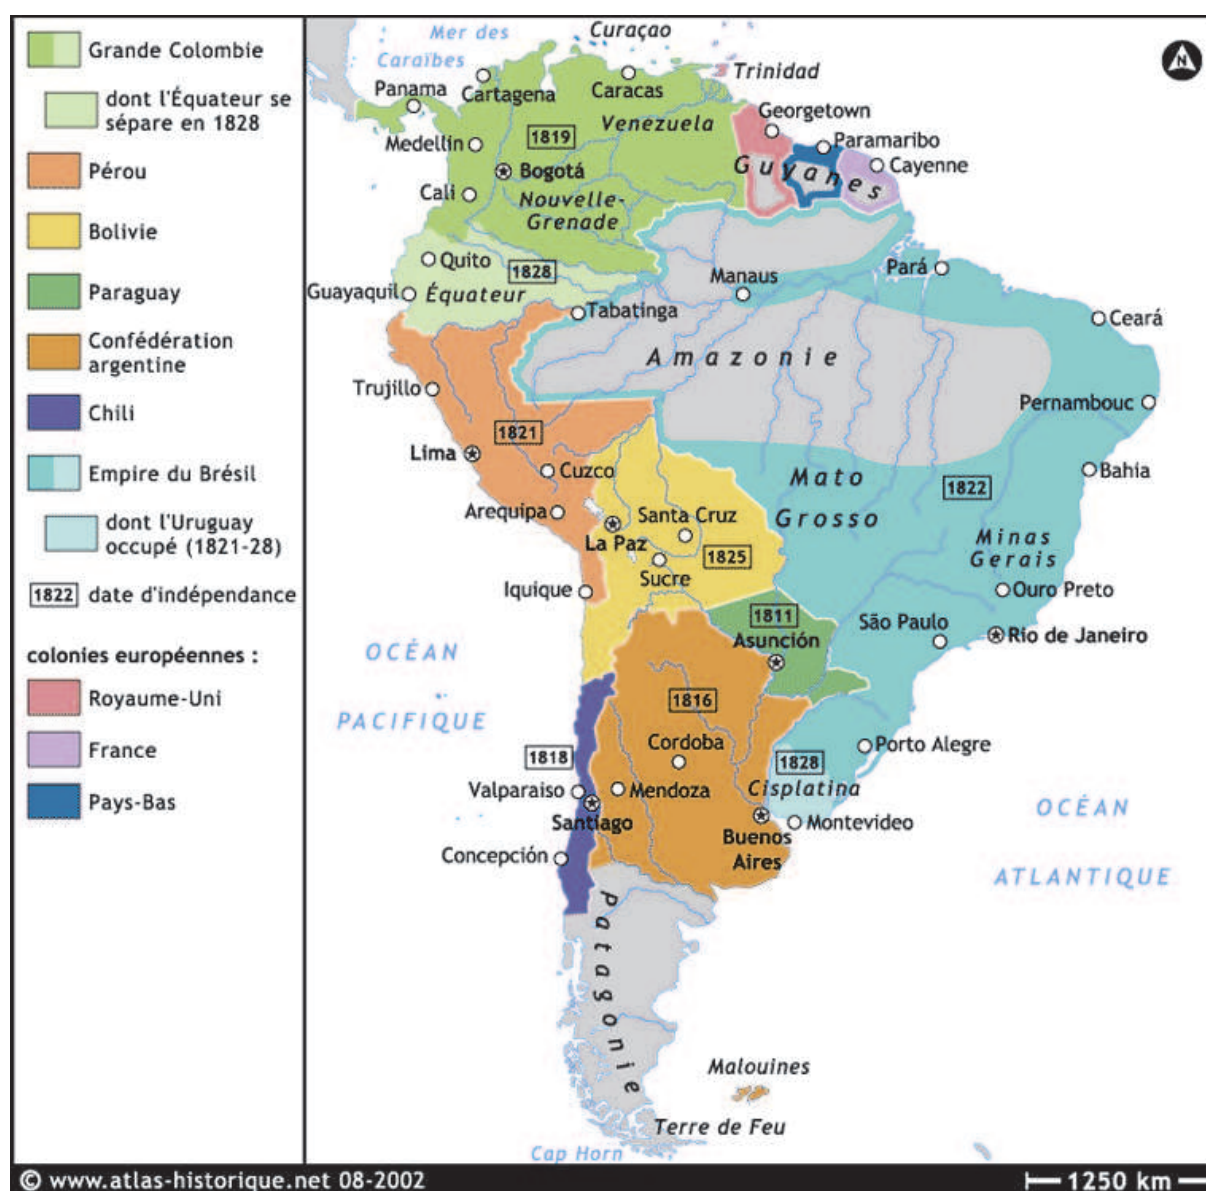 Grande Colombie
dont l'Équateur se
sépare en 1828
Pérou
Bolivie
Paraguay
Confédération
argentine
Chili
Empire du Brésil
dont l'Uruguay
occupé (1821-28)
1822 date d'indépendance
colonies européennes :
Royaume-Uni
France
Pays-Bas
Mer des
Caraïbes
Curaçao
N
Trinidad
Panama
Cartagena
Caracas
Georgetown
Venezuela
1819
Paramaribo
Medellin
Guyanes
Cayenne
Bogotá
Cali
Nouvelle-
Grenade
Quito
1828
Pará
Manaus
Guayaquil
Équateur
Tabatinga
Ceará
Amazonie
Trujillo
Pernambouc
1821
Lima
Cuzco
Bahia
Mato
Grosso
1822
Arequipa
Santa Cruz
La Paz
1825
Minas
Gerais
Sucre
Iquique
Ouro Preto
1811
Asunción
São Paulo
Rio de Janeiro
OCÉAN
PACIFIQUE
1816
Cordoba
Porto Alegre
1818
1828
Valparaiso
Mendoza
Cisplatina
Santiago
Montevideo
Buenos
Aires
OCÉAN
ATLANTIQUE
Concepción
Patagonie
Malouines
Terre de Feu
Cap Horn
© www.atlas-historique.net 08-2002
1250 km